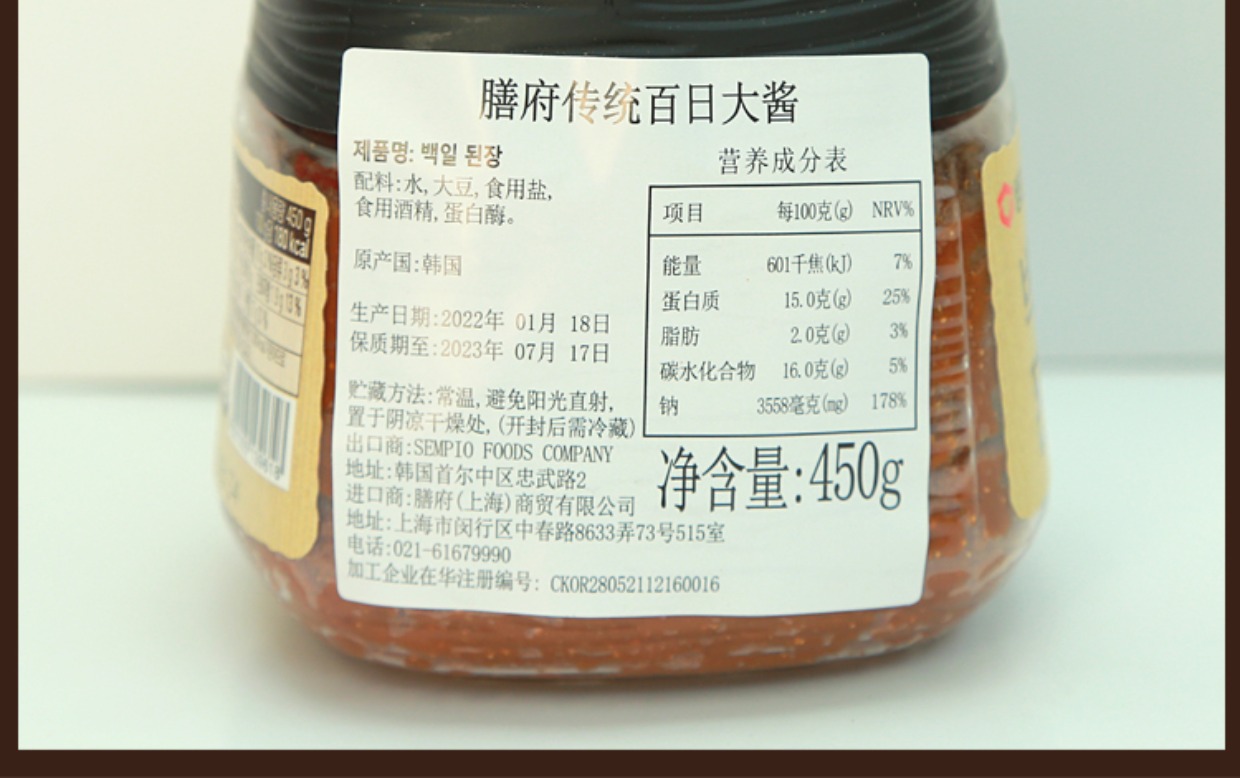 膳府传统百日大酱
제품명: 백일 된장
配料:水, 大豆, 食用盐,
食用酒精, 蛋白酶。
原产国:韩国
生产日期:2022年 01月 18日
保质期至:2023年 07月 17日
贮藏方法:常温, 避免阳光直射,
置于阴凉干燥处, (开封后需冷藏)
出口商:SEMPIO FOODS COMPANY
地址:韩国首尔中区忠武路2
进口商:膳府(上海)商贸有限公司
地址:上海市闵行区中春路8633弄73号515室
电话:021-61679990
加工企业在华注册编号: CKOR28052112160016
营养成分表
项目 每100克(g) NRV%
能量 601千焦(kJ) 7%
蛋白质 15.0克(g) 25%
脂肪 2.0克(g) 3%
碳水化合物 16.0克(g) 5%
钠 3558毫克(mg) 178%
净含量:450g
450 g
kcal